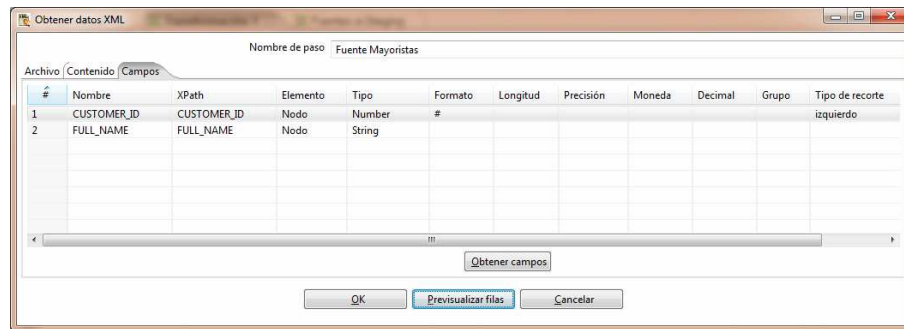 Obtener datos XML
Nombre de paso Fuente Mayoristas
Archivo Contenido Campos
# Nombre XPath Elemento Tipo Formato Longitud Precisión Moneda Decimal Grupo Tipo de recorte
1 CUSTOMER_ID CUSTOMER_ID Nodo Number # izquierdo
2 FULL_NAME FULL_NAME Nodo String
Obtener campos
OK Previsualizar filas Cancelar